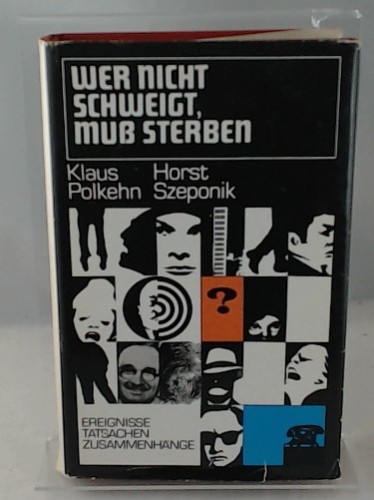 WER NICHT
SCHWEIGT,
MUß STERBEN
Klaus Horst
Polkehn Szeponik
?
EREIGNISSE
TATSACHEN
ZUSAMMENHÄNGE